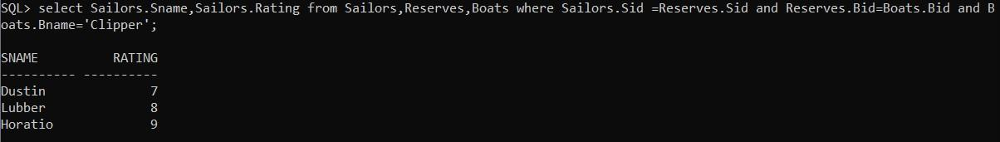 SQL> select Sailors.Sname,Sailors.Rating from Sailors,Reserves,Boats where Sailors.Sid =Reserves.Sid and Reserves.Bid=Boats.Bid and B
oats.Bname='Clipper';
SNAME          RATING
---------- ----------
Dustin              7
Lubber              8
Horatio             9